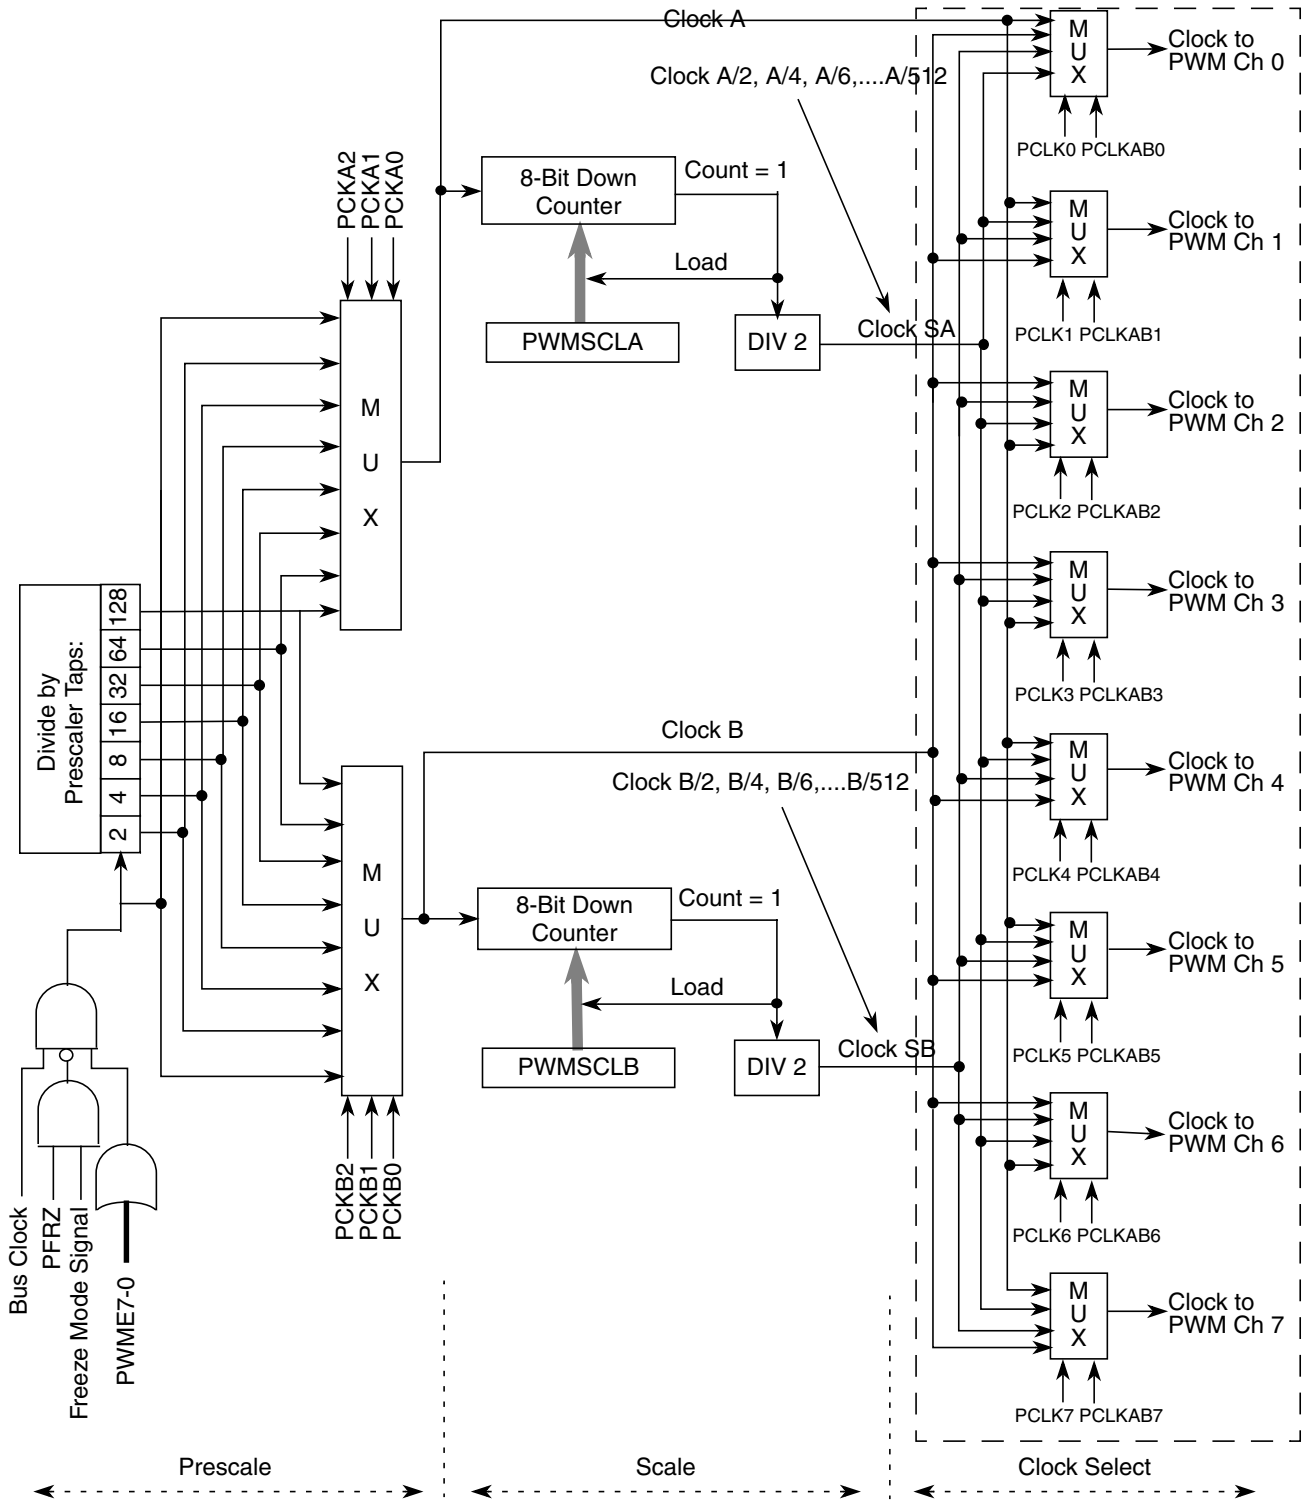 Clock A
Clock A/2, A/4, A/6,....A/512
M
U
X
Clock to
PWM Ch 0
PCLK0 PCLKAB0
PCKA2
PCKA1
PCKA0
8-Bit Down
Counter
Count = 1
Load
PWMSCLA
DIV 2
Clock SA
M
U
X
Clock to
PWM Ch 1
PCLK1 PCLKAB1
M
U
X
M
U
X
Clock to
PWM Ch 2
PCLK2 PCLKAB2
M
U
X
Clock to
PWM Ch 3
PCLK3 PCLKAB3
Divide by
Prescaler Taps:
128
64
32
16
8
4
2
Clock B
Clock B/2, B/4, B/6,....B/512
M
U
X
Clock to
PWM Ch 4
PCLK4 PCLKAB4
M
U
X
8-Bit Down
Counter
Count = 1
Load
PWMSCLB
DIV 2
Clock SB
M
U
X
Clock to
PWM Ch 5
PCLK5 PCLKAB5
PCKB2
PCKB1
PCKB0
M
U
X
Clock to
PWM Ch 6
PCLK6 PCLKAB6
Bus Clock
PFRZ
Freeze Mode Signal
PWME7-0
M
U
X
Clock to
PWM Ch 7
PCLK7 PCLKAB7
Prescale
Scale
Clock Select